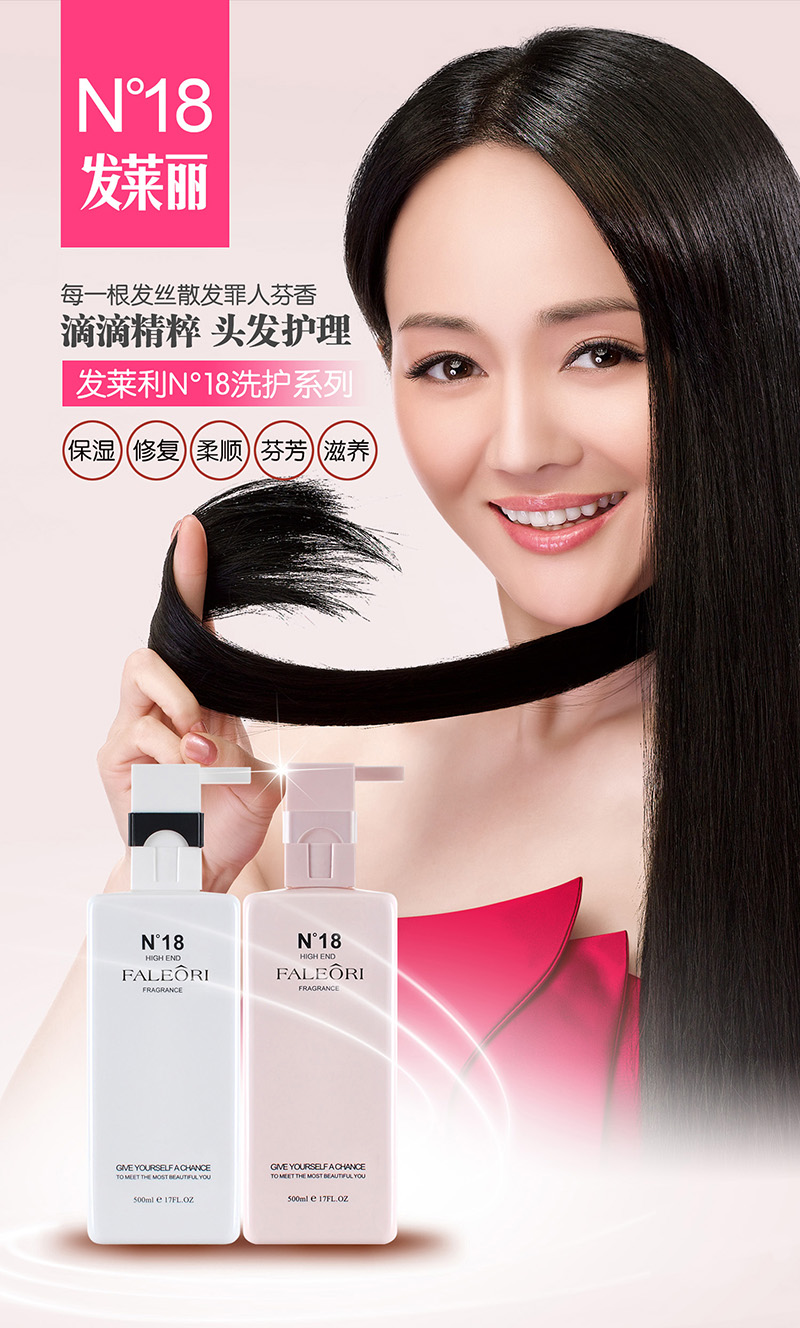 N°18
发莱丽
每一根发丝散发罪人芬香
滴滴精粹 头发护理
发莱利N°18洗护系列
保湿 修复 柔顺 芬芳 滋养
N°18
HIGH END
FALEÔRI
FRAGRANCE
GIVE YOURSELF A CHANCE
TO MEET THE MOST BEAUTIFUL YOU
500ml e 17FL.OZ
N°18
HIGH END
FALEÔRI
FRAGRANCE
GIVE YOURSELF A CHANCE
TO MEET THE MOST BEAUTIFUL YOU
500ml e 17FL.OZ